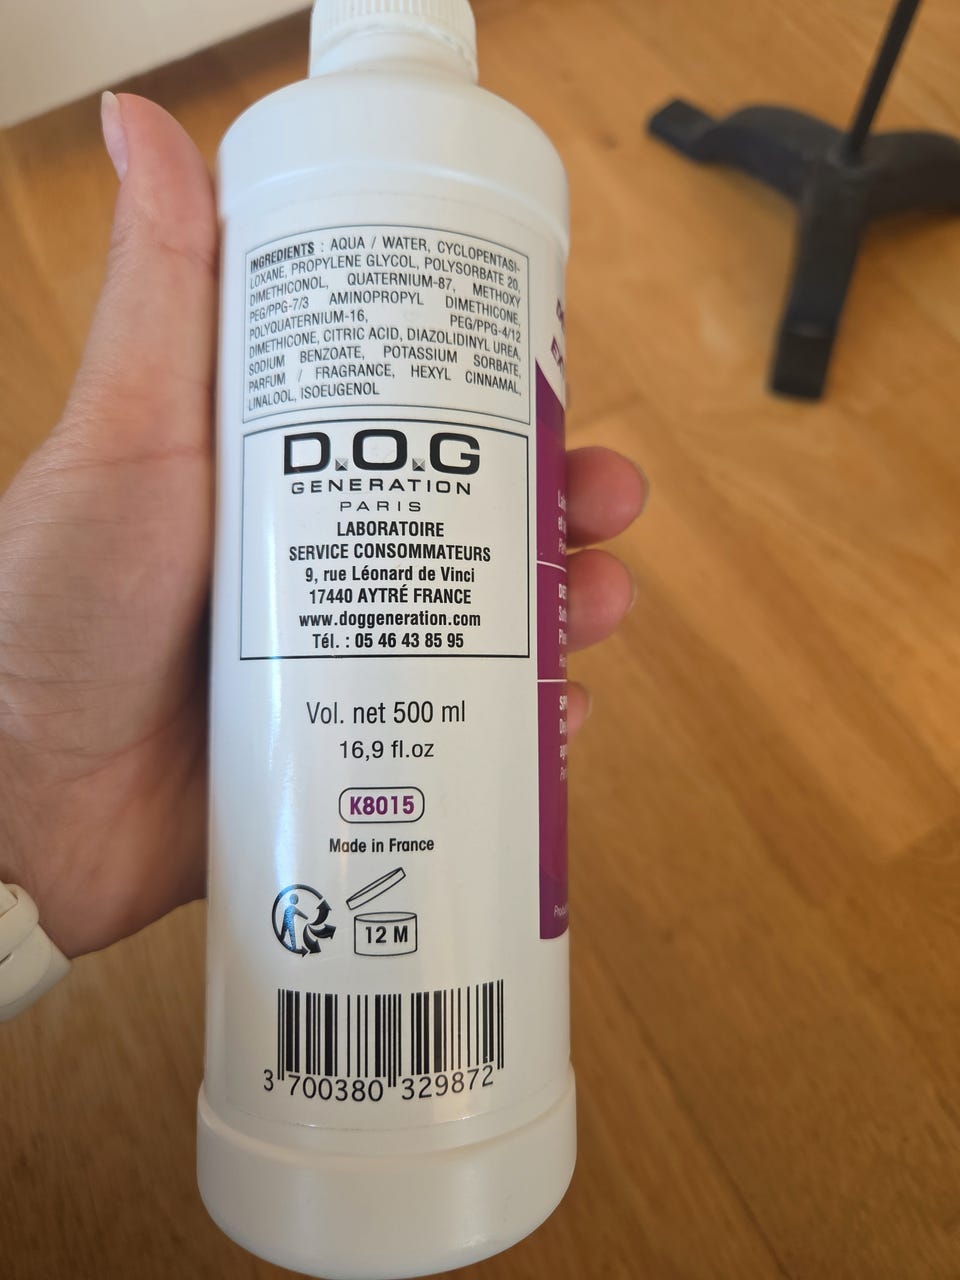 INGREDIENTS : AQUA / WATER, CYCLOPENTASI-
LOXANE, PROPYLENE GLYCOL, POLYSORBATE 20,
DIMETHICONOL, QUATERNIUM-87, METHOXY
PEG/PPG-7/3 AMINOPROPYL DIMETHICONE,
POLYQUATERNIUM-16, PEG/PPG-4/12
DIMETHICONE, CITRIC ACID, DIAZOLIDINYL UREA,
SODIUM BENZOATE, POTASSIUM SORBATE,
PARFUM / FRAGRANCE, HEXYL CINNAMAL,
LINALOOL, ISOEUGENOL
D.O.G
GENERATION
PARIS
LABORATOIRE
SERVICE CONSOMMATEURS
9, rue Léonard de Vinci
17440 AYTRÉ FRANCE
www.doggeneration.com
Tél. : 05 46 43 85 95
Vol. net 500 ml
16,9 fl.oz
K8015
Made in France
12 M
3 700380 329872